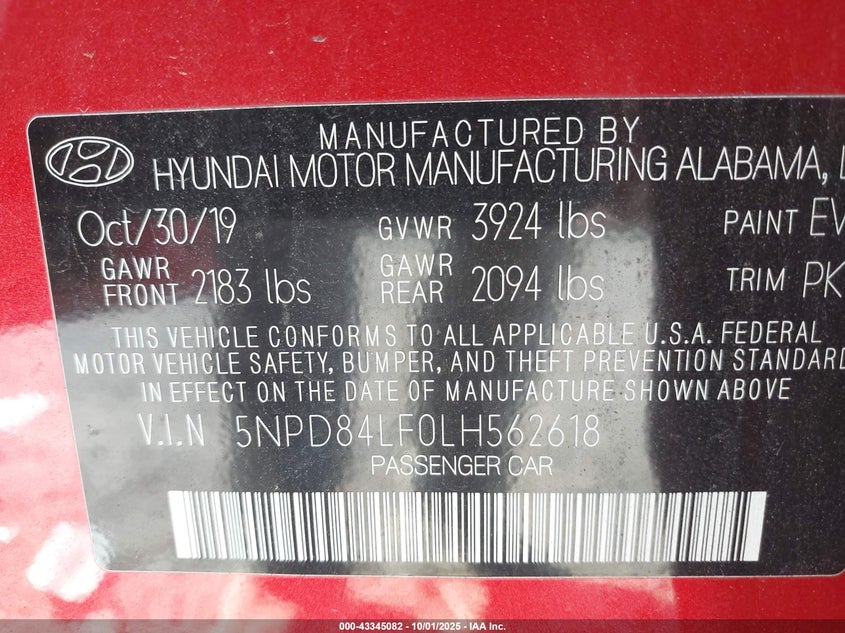 MANUFACTURED BY
HYUNDAI MOTOR MANUFACTURING ALABAMA,
Oct/30/19 GVWR 3924 lbs PAINT EV
GAWR FRONT 2183 lbs GAWR REAR 2094 lbs TRIM PK
THIS VEHICLE CONFORMS TO ALL APPLICABLE U.S.A. FEDERAL
MOTOR VEHICLE SAFETY, BUMPER, AND THEFT PREVENTION STANDARD
IN EFFECT ON THE DATE OF MANUFACTURE SHOWN ABOVE
V.I.N 5NPD84LF0LH562618
PASSENGER CAR
000-43345082 - 10/01/2025 - IAA Inc.